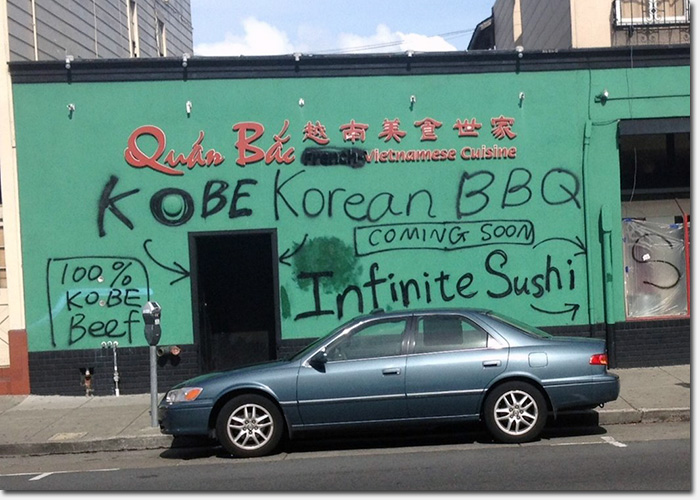 Quán Bắc 越南美食世家
French Vietnamese Cuisine
KOBE Korean BBQ
COMING SOON
100%
KOBE
Beef
Infinite Sushi
S